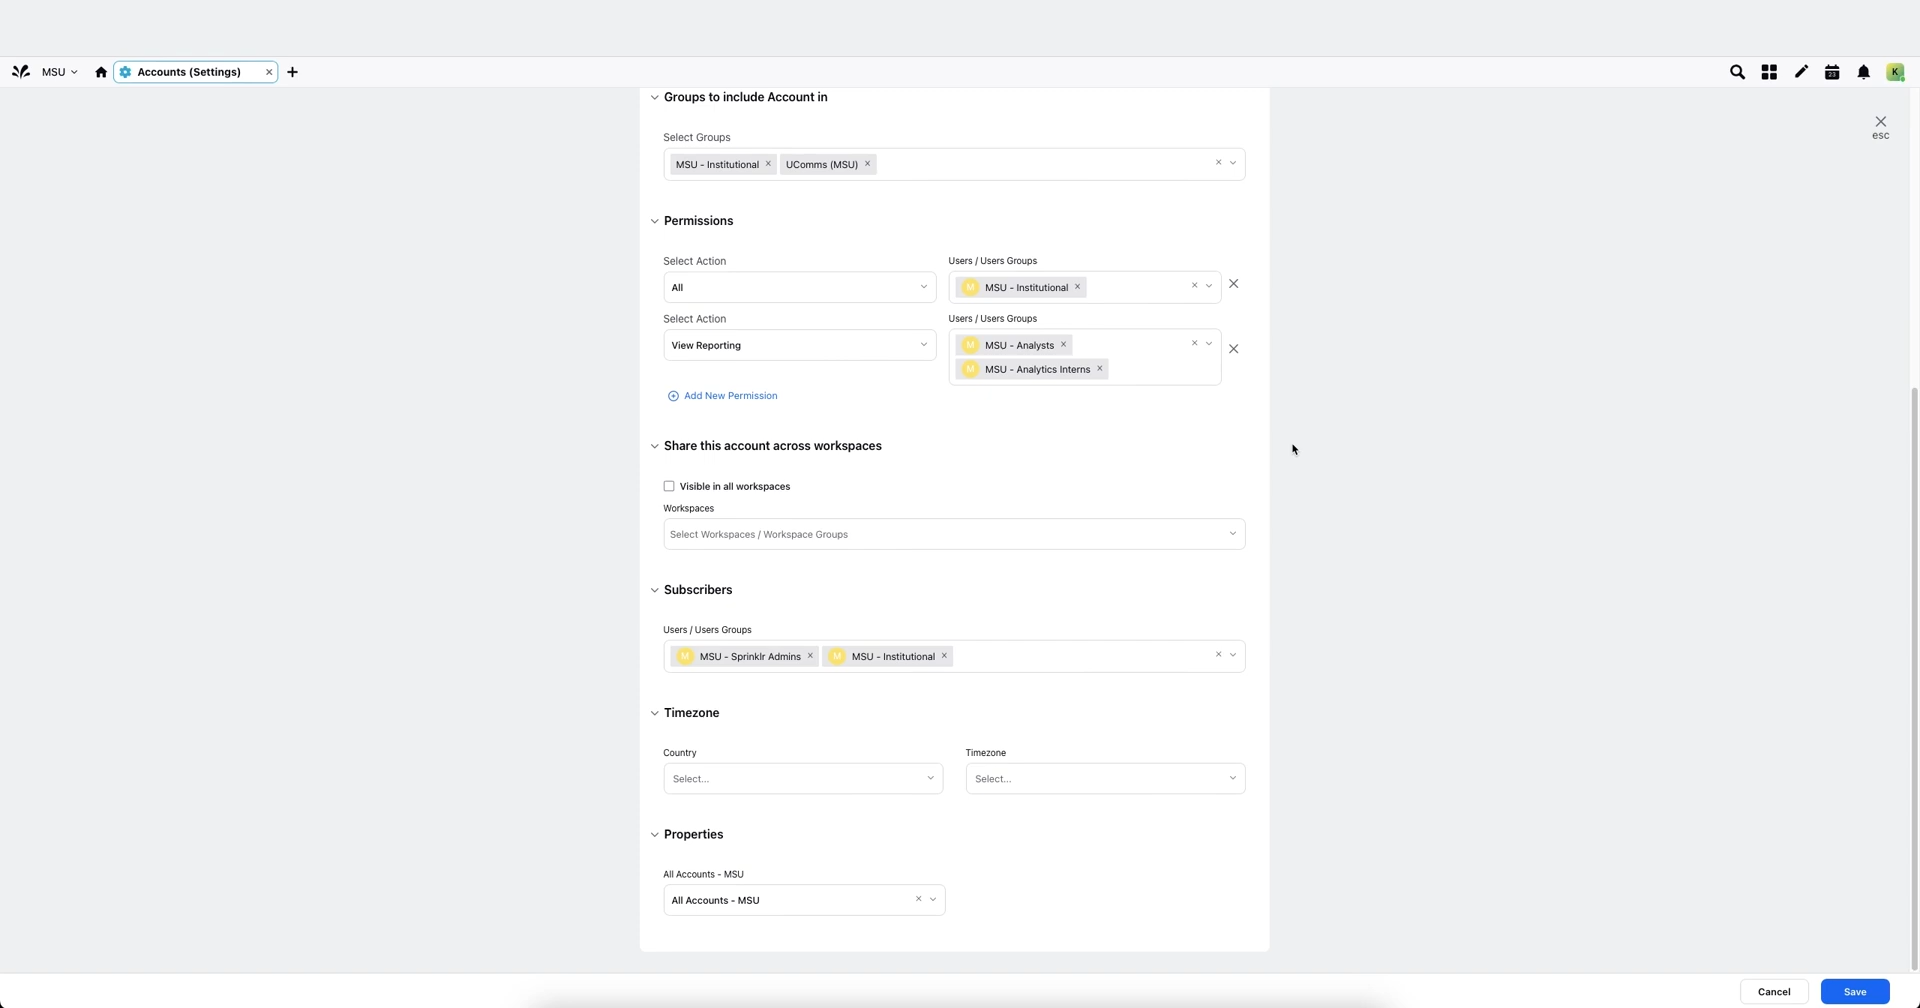 MSU
Accounts (Settings)
23
K
Groups to include Account in
esc
Select Groups
MSU - Institutional
UComms (MSU)
Permissions
Select Action
Users / Users Groups
All
M MSU - Institutional
Select Action
Users / Users Groups
View Reporting
M MSU - Analysts
M MSU - Analytics Interns
Add New Permission
Share this account across workspaces
Visible in all workspaces
Workspaces
Select Workspaces / Workspace Groups
Subscribers
Users / Users Groups
M MSU - Sprinklr Admins
M MSU - Institutional
Timezone
Country
Timezone
Select...
Select...
Properties
All Accounts - MSU
All Accounts - MSU
Cancel
Save